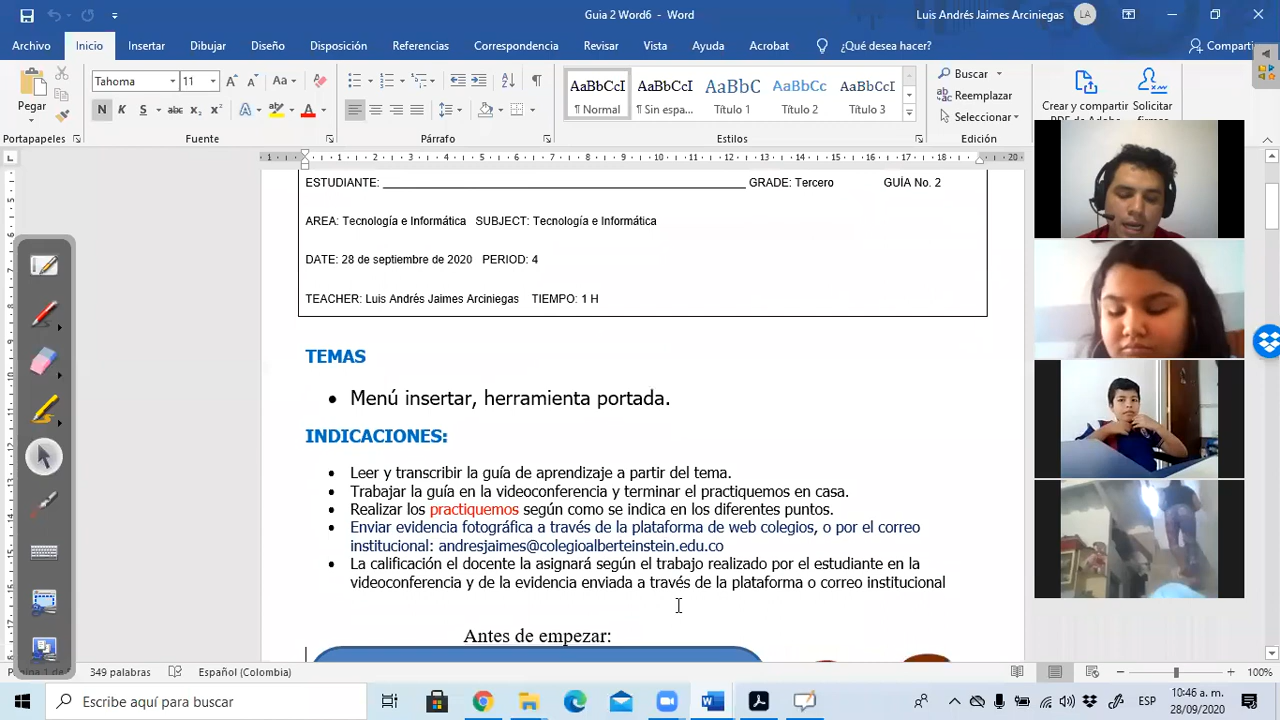 Guia 2 Word6 - Word
Luis Andrés Jaimes Arciniegas
LA
Archivo Inicio Insertar Dibujar Diseño Disposición Referencias Correspondencia Revisar Vista Ayuda Acrobat ¿Qué desea hacer?
Pegar
Tahoma 11
N K S abc x₂ x²
AaBbCcI AaBbCcI AaBbC AaBbCc AaBbCcI
¶ Normal ¶ Sin espa... Título 1 Título 2 Título 3
Buscar
Reemplazar
Seleccionar
Crear y compartir
Solicitar
Portapapeles Fuente Párrafo Estilos Edición
ESTUDIANTE: GRADE: Tercero GUÍA No. 2
AREA: Tecnología e Informática SUBJECT: Tecnología e Informática
DATE: 28 de septiembre de 2020 PERIOD: 4
TEACHER: Luis Andrés Jaimes Arciniegas TIEMPO: 1 H
TEMAS
• Menú insertar, herramienta portada.
INDICACIONES:
• Leer y transcribir la guía de aprendizaje a partir del tema.
• Trabajar la guía en la videoconferencia y terminar el practiquemos en casa.
• Realizar los practiquemos según como se indica en los diferentes puntos.
• Enviar evidencia fotográfica a través de la plataforma de web colegios, o por el correo
institucional: andresjaimes@colegioalberteinstein.edu.co
• La calificación el docente la asignará según el trabajo realizado por el estudiante en la
videoconferencia y de la evidencia enviada a través de la plataforma o correo institucional
Antes de empezar:
349 palabras Español (Colombia) 100%
Escribe aquí para buscar
ESP
10:46 a. m.
28/09/2020